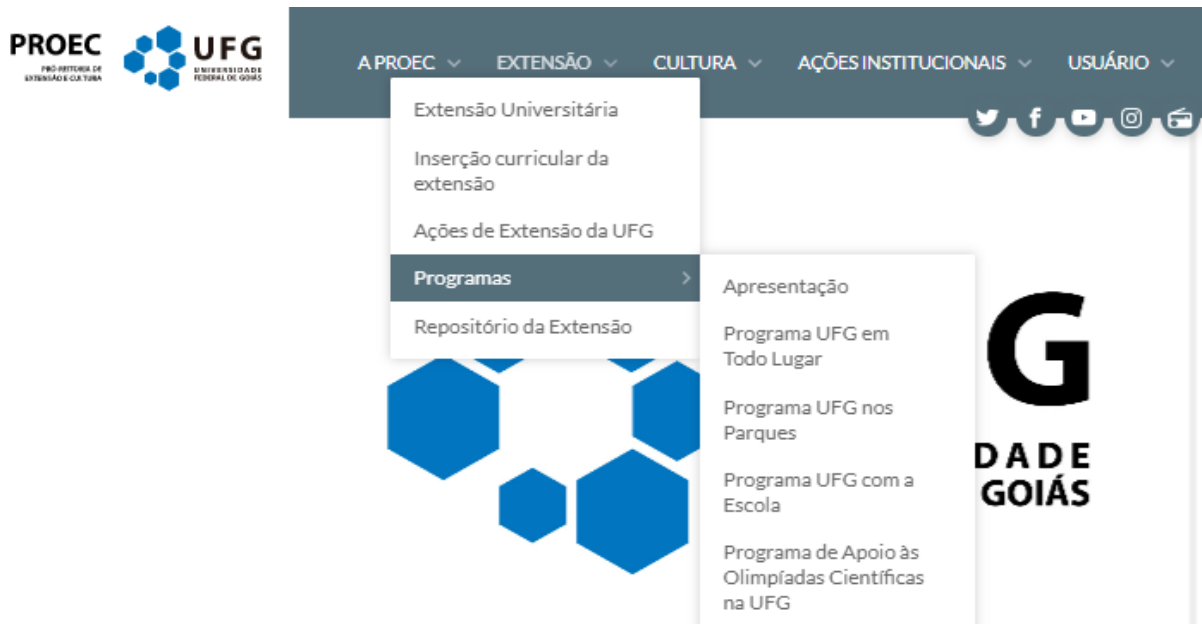 PROEC
PRÓ-REITORIA DE
EXTENSÃO E CULTURA
UFG
UNIVERSIDADE
FEDERAL DE GOIÁS
A PROEC
EXTENSÃO
CULTURA
AÇÕES INSTITUCIONAIS
USUÁRIO
Extensão Universitária
Inserção curricular da
extensão
Ações de Extensão da UFG
Programas
Repositório da Extensão
Apresentação
Programa UFG em
Todo Lugar
Programa UFG nos
Parques
Programa UFG com a
Escola
Programa de Apoio às
Olimpíadas Científicas
na UFG
G
DADE
GOIÁS